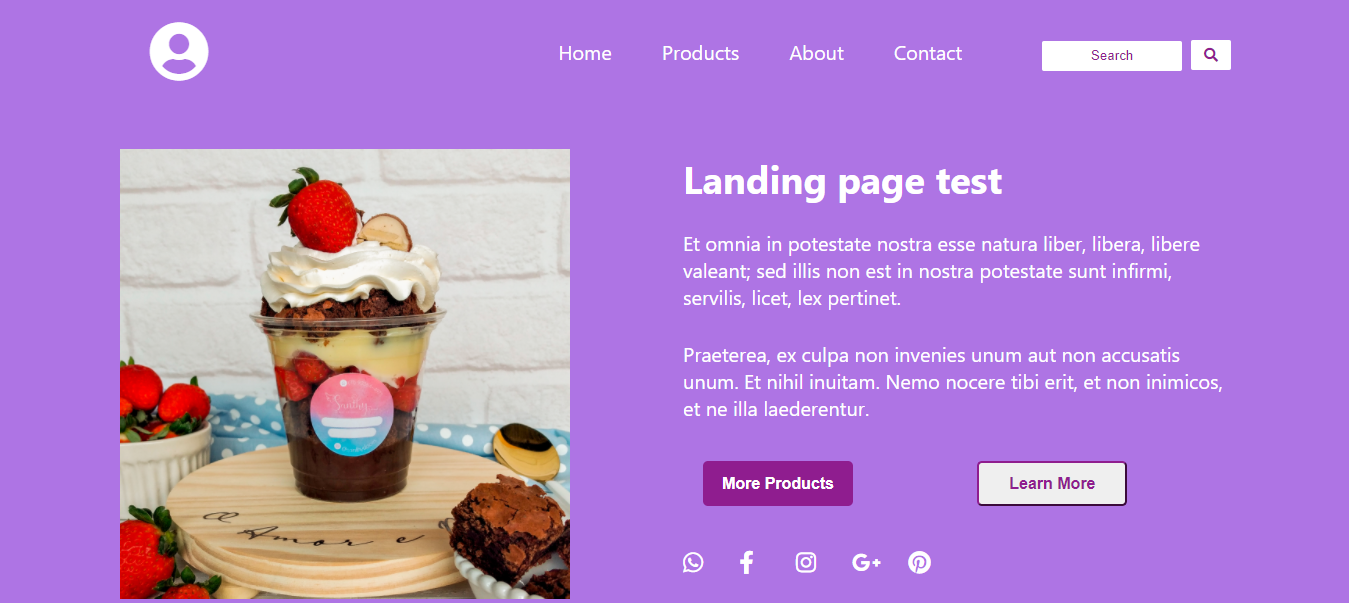 Home Products About Contact Search
Landing page test
Et omnia in potestate nostra esse natura liber, libera, libere
valeant; sed illis non est in nostra potestate sunt infirmi,
servilis, licet, lex pertinet.
Praeterea, ex culpa non invenies unum aut non accusatis
unum. Et nihil inuitam. Nemo nocere tibi erit, et non inimicos,
et ne illa laederentur.
More Products Learn More
Amor e